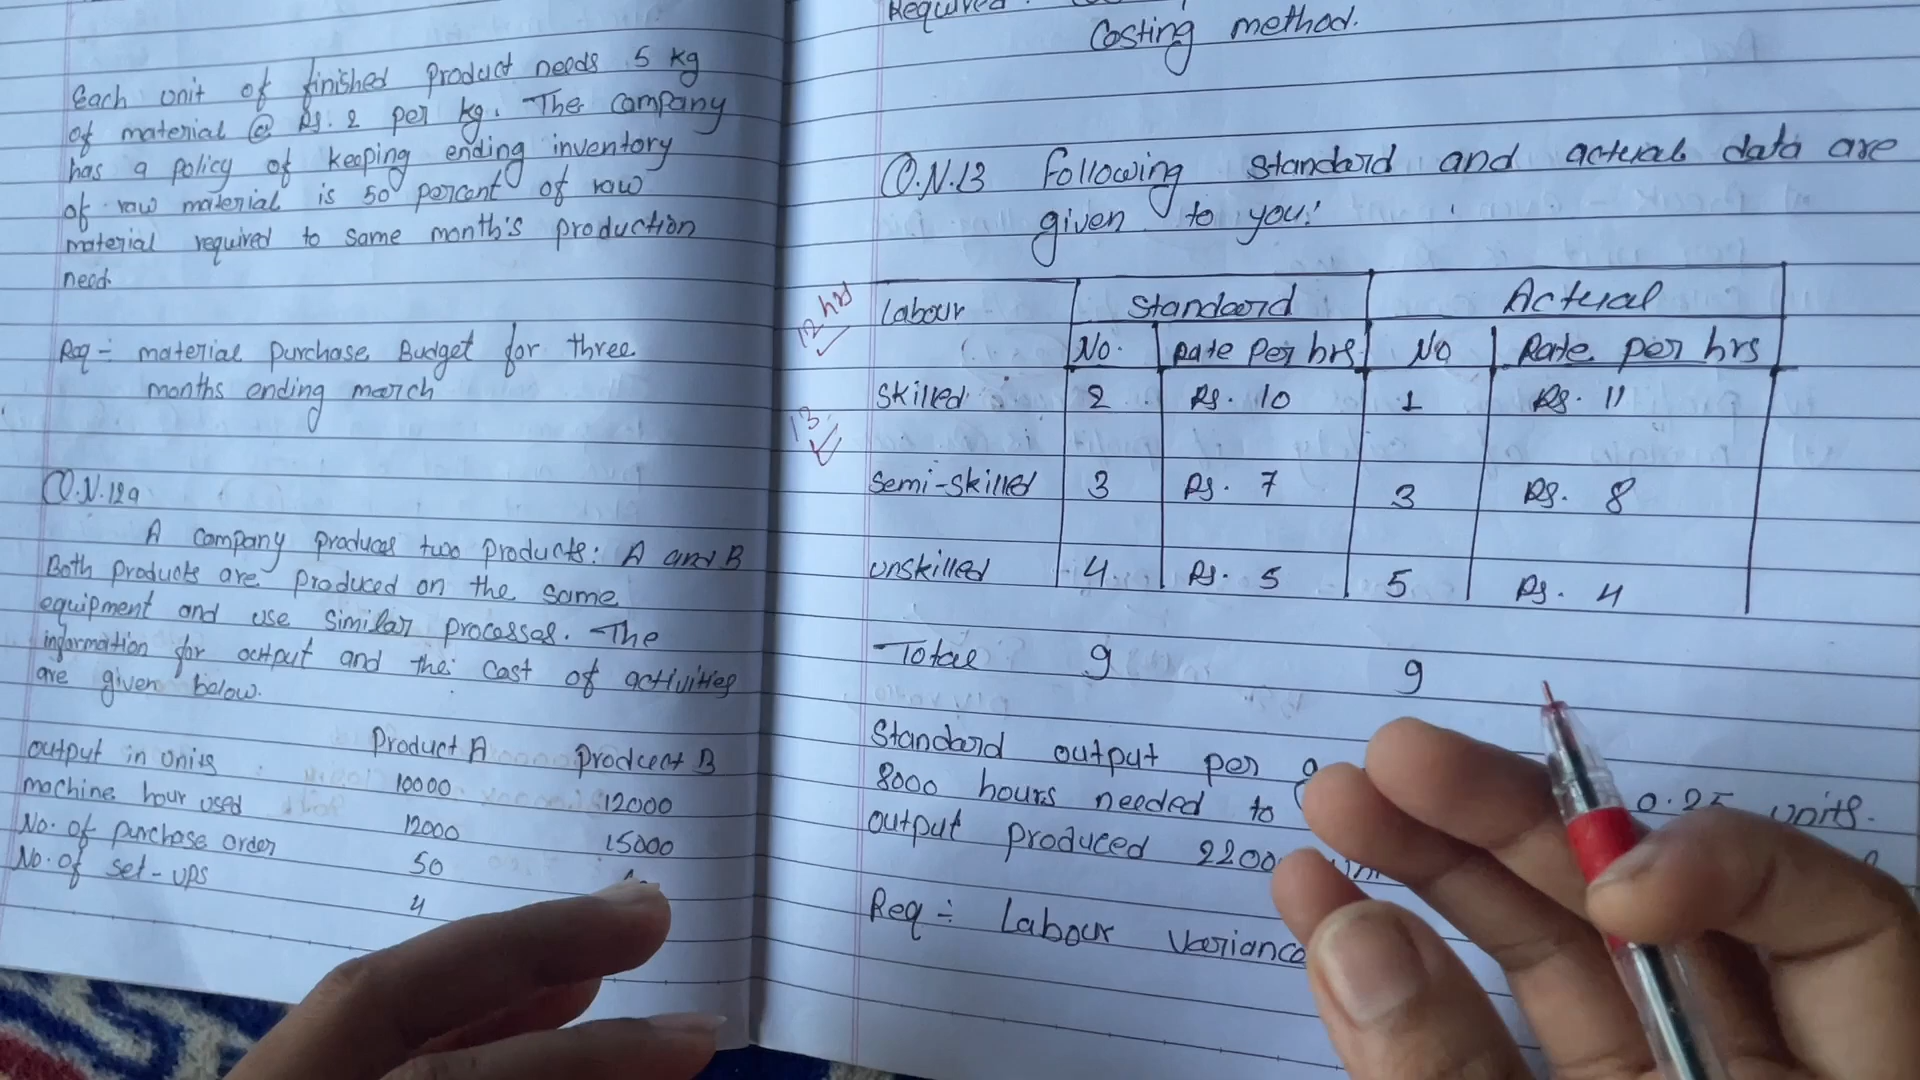 Each unit of finished product needs 5 kg
of material @ Rs. 2 per kg. The company
has a policy of keeping ending inventory
of raw material is 50 percent of raw
material required to same month's production
need.
Req ÷ material purchase Budget for three
months ending march
Q.N.12a
A company produces two products: A and B
Both products are produced on the same
equipment and use similar processes. The
information for output and the cost of activities
are given below.
Product A Product B
output in units 10000 12000
machine hour used 12000 15000
No. of purchase order 50
No. of set-ups 4
Required
Costing method.
Q.N.13 Following standard and actual data are
given to you:
12 hrs
13
Labour Standard Actual
No. Rate Per hrs No Rate per hrs
Skilled 2 Rs. 10 1 Rs. 11
Semi-skilled 3 Rs. 7 3 Rs. 8
unskilled 4 Rs. 5 5 Rs. 4
Total 9 9
Standard output per 0.25 units.
8000 hours needed to
output produced 2200
Req ÷ Labour Variance